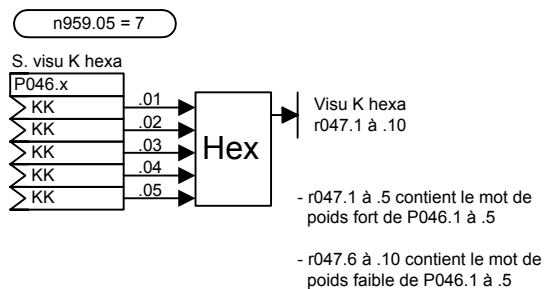 n959.05 = 7
S. visu K hexa
P046.x
KK .01
KK .02
KK .03
KK .04
KK .05
Hex
Visu K hexa
r047.1 à .10
- r047.1 à .5 contient le mot de
poids fort de P046.1 à .5
- r047.6 à .10 contient le mot de
poids faible de P046.1 à .5